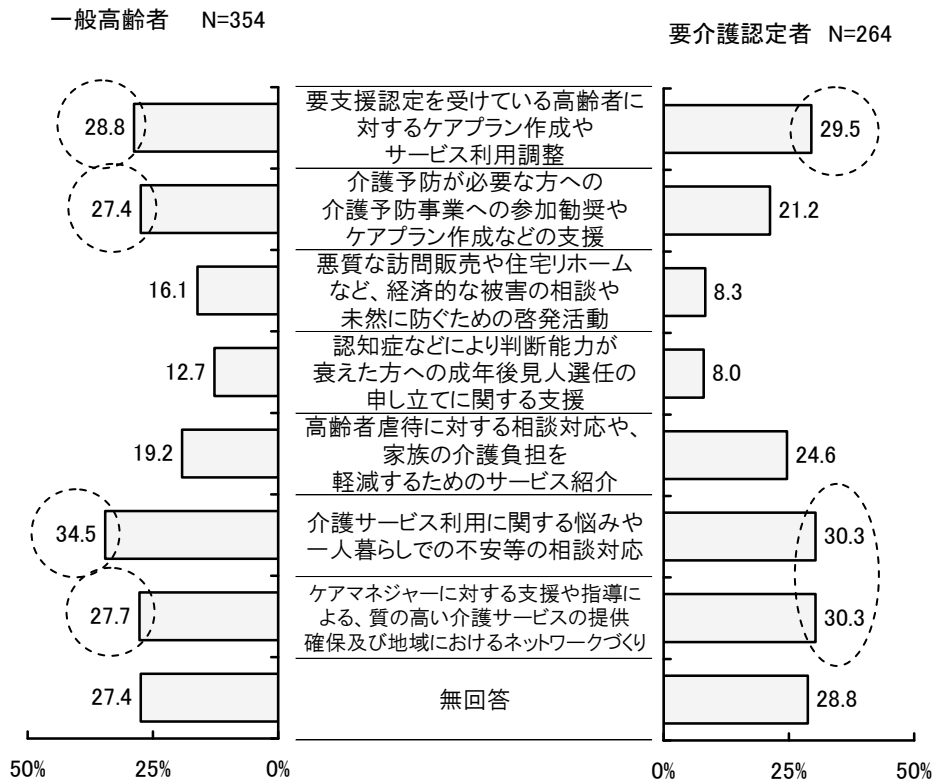 一般高齢者 N=354
要介護認定者 N=264
28.8
要支援認定を受けている高齢者に
対するケアプラン作成や
サービス利用調整
29.5
27.4
介護予防が必要な方への
介護予防事業への参加勧奨や
ケアプラン作成などの支援
21.2
16.1
悪質な訪問販売や住宅リホーム
など、経済的な被害の相談や
未然に防ぐための啓発活動
8.3
12.7
認知症などにより判断能力が
衰えた方への成年後見人選任の
申し立てに関する支援
8.0
19.2
高齢者虐待に対する相談対応や、
家族の介護負担を
軽減するためのサービス紹介
24.6
34.5
介護サービス利用に関する悩みや
一人暮らしでの不安等の相談対応
30.3
27.7
ケアマネジャーに対する支援や指導に
よる、質の高い介護サービスの提供
確保及び地域におけるネットワークづくり
30.3
27.4
無回答
28.8
50% 25% 0%
0% 25% 50%